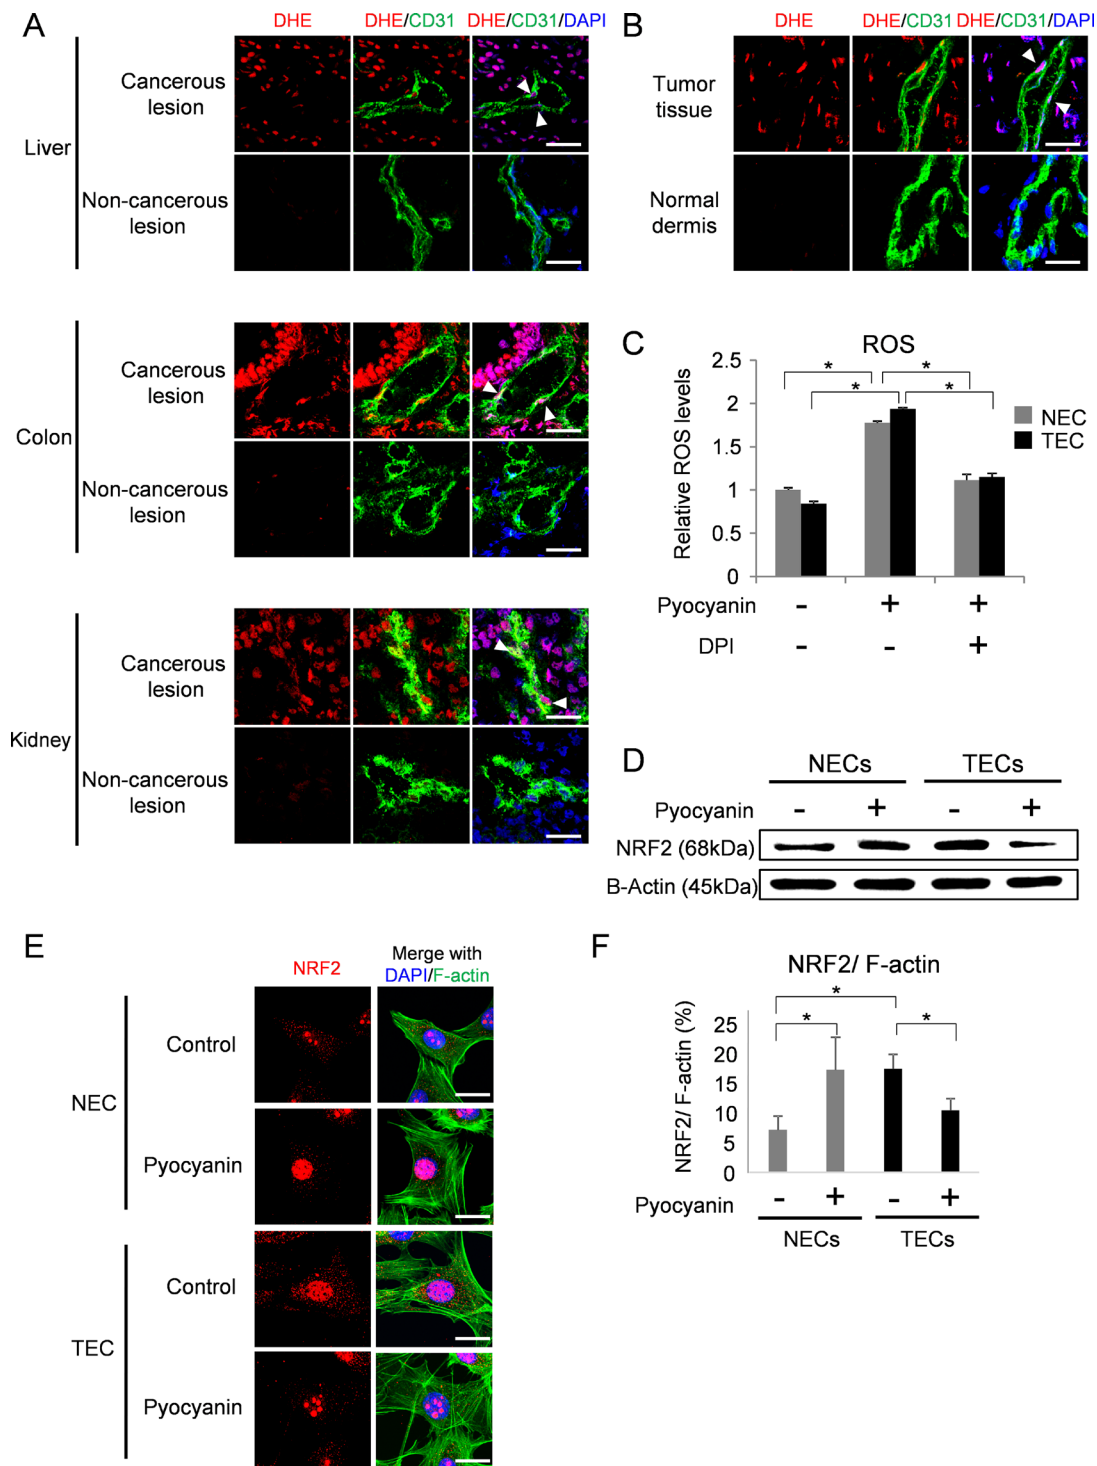 A
DHE
DHE/CD31
DHE/CD31/DAPI
Liver
Cancerous
lesion
Non-cancerous
lesion
Colon
Cancerous
lesion
Non-cancerous
lesion
Kidney
Cancerous
lesion
Non-cancerous
lesion
B
DHE
DHE/CD31
DHE/CD31/DAPI
Tumor
tissue
Normal
dermis
C
ROS
Relative ROS levels
2.5
2
1.5
1
0.5
0
* *
* *
NEC
TEC
Pyocyanin - + +
DPI - - +
D
NECs TECs
Pyocyanin - + - +
NRF2 (68kDa)
B-Actin (45kDa)
E
NRF2
Merge with
DAPI/F-actin
NEC
Control
Pyocyanin
TEC
Control
Pyocyanin
F
NRF2/ F-actin
NRF2/ F-actin (%)
25
20
15
10
5
0
*
* *
Pyocyanin - + - +
NECs TECs